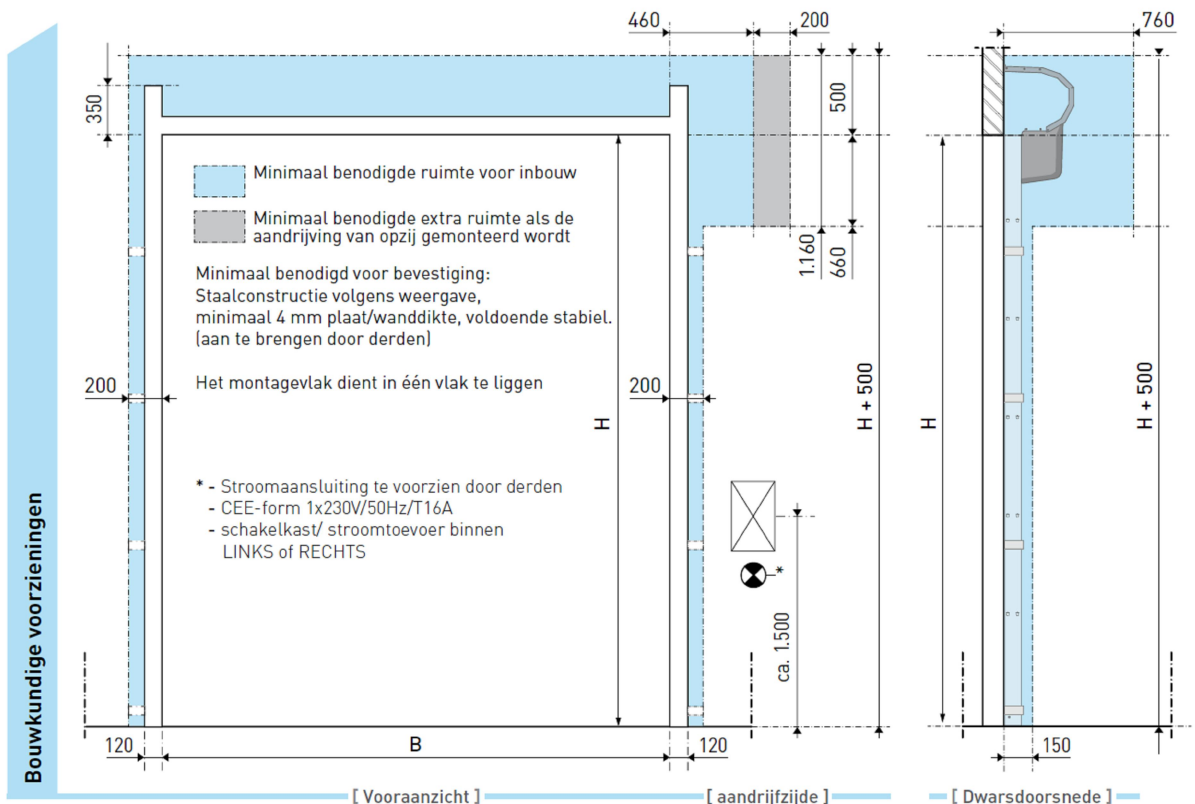 460
200
760
350
500
Minimaal benodigde ruimte voor inbouw
Minimaal benodigde extra ruimte als de
aandrijving van opzij gemonteerd wordt
1.160
660
Minimaal benodigd voor bevestiging:
Staalconstructie volgens weergave,
minimaal 4 mm plaat/wanddikte, voldoende stabiel.
(aan te brengen door derden)
Het montagevlak dient in één vlak te liggen
200
200
H
H + 500
H
H + 500
* - Stroomaansluiting te voorzien door derden
- CEE-form 1x230V/50Hz/T16A
- schakelkast/ stroomtoevoer binnen
LINKS of RECHTS
*
ca. 1.500
Bouwkundige voorzieningen
120
B
120
150
[ Vooraanzicht ]
[ aandrijfzijde ]
[ Dwarsdoorsnede ]